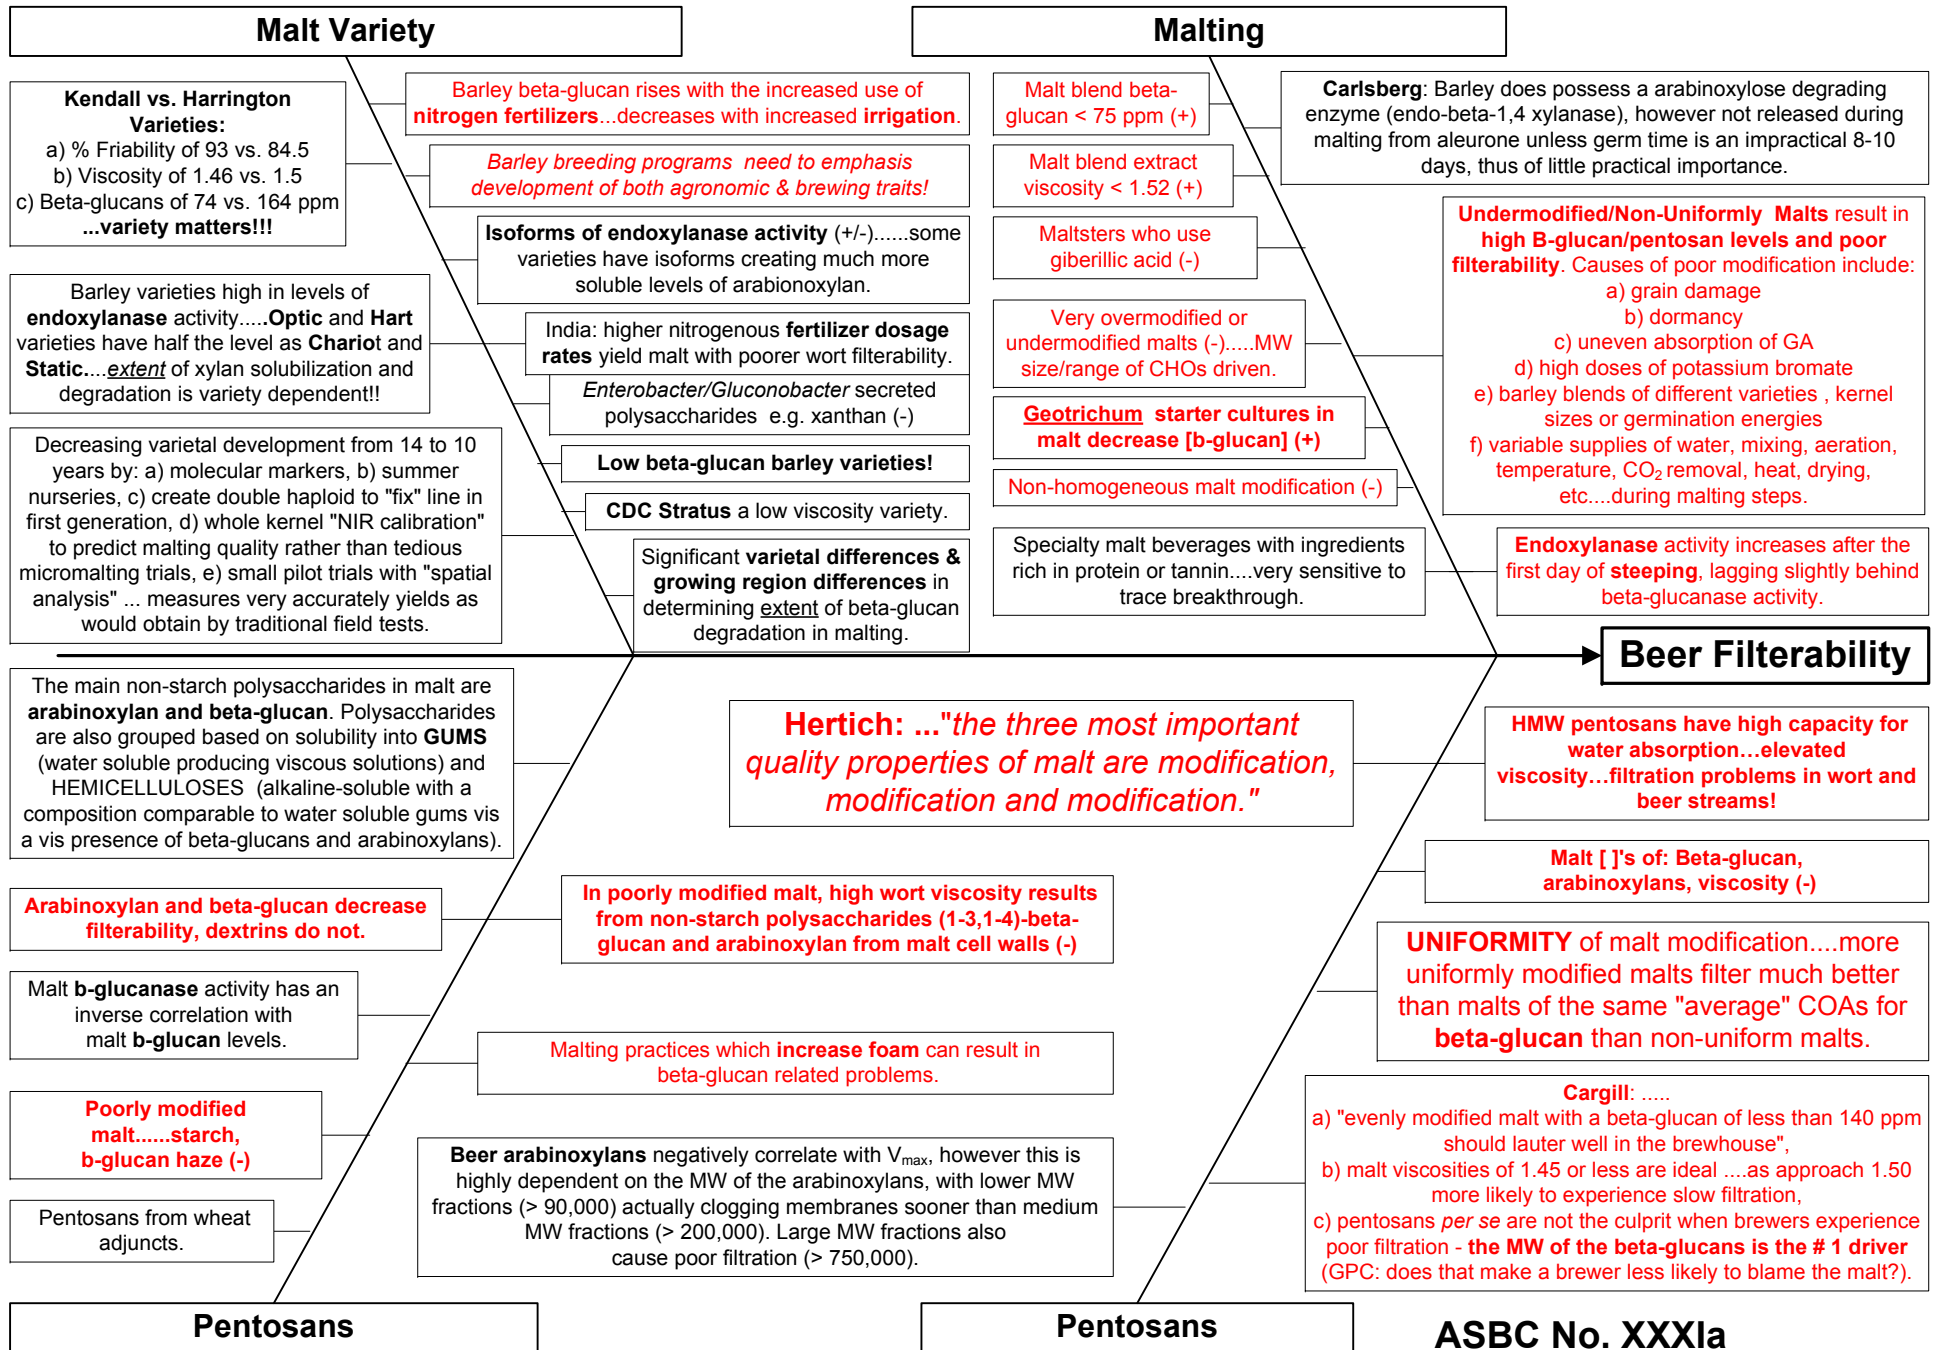 Malt Variety
Malting
Kendall vs. Harrington
Varieties:
a) % Friability of 93 vs. 84.5
b) Viscosity of 1.46 vs. 1.5
c) Beta-glucans of 74 vs. 164 ppm
...variety matters!!!
Barley beta-glucan rises with the increased use of
nitrogen fertilizers...decreases with increased irrigation.
Barley breeding programs need to emphasis
development of both agronomic & brewing traits!
Isoforms of endoxylanase activity (+/-)......some
varieties have isoforms creating much more
soluble levels of arabionoxylan.
Barley varieties high in levels of
endoxylanase activity.....Optic and Hart
varieties have half the level as Chariot and
Static....extent of xylan solubilization and
degradation is variety dependent!!
India: higher nitrogenous fertilizer dosage
rates yield malt with poorer wort filterability.
Enterobacter/Gluconobacter secreted
polysaccharides e.g. xanthan (-)
Decreasing varietal development from 14 to 10
years by: a) molecular markers, b) summer
nurseries, c) create double haploid to "fix" line in
first generation, d) whole kernel "NIR calibration"
to predict malting quality rather than tedious
micromalting trials, e) small pilot trials with "spatial
analysis" ... measures very accurately yields as
would obtain by traditional field tests.
Low beta-glucan barley varieties!
CDC Stratus a low viscosity variety.
Significant varietal differences &
growing region differences in
determining extent of beta-glucan
degradation in malting.
Malt blend beta-
glucan < 75 ppm (+)
Malt blend extract
viscosity < 1.52 (+)
Maltsters who use
giberillic acid (-)
Very overmodified or
undermodified malts (-).....MW
size/range of CHOs driven.
Geotrichum starter cultures in
malt decrease [b-glucan] (+)
Non-homogeneous malt modification (-)
Specialty malt beverages with ingredients
rich in protein or tannin....very sensitive to
trace breakthrough.
Carlsberg: Barley does possess a arabinoxylose degrading
enzyme (endo-beta-1,4 xylanase), however not released during
malting from aleurone unless germ time is an impractical 8-10
days, thus of little practical importance.
Undermodified/Non-Uniformly Malts result in
high B-glucan/pentosan levels and poor
filterability. Causes of poor modification include:
a) grain damage
b) dormancy
c) uneven absorption of GA
d) high doses of potassium bromate
e) barley blends of different varieties , kernel
sizes or germination energies
f) variable supplies of water, mixing, aeration,
temperature, CO2 removal, heat, drying,
etc....during malting steps.
Endoxylanase activity increases after the
first day of steeping, lagging slightly behind
beta-glucanase activity.
Beer Filterability
The main non-starch polysaccharides in malt are
arabinoxylan and beta-glucan. Polysaccharides
are also grouped based on solubility into GUMS
(water soluble producing viscous solutions) and
HEMICELLULOSES (alkaline-soluble with a
composition comparable to water soluble gums vis
a vis presence of beta-glucans and arabinoxylans).
Arabinoxylan and beta-glucan decrease
filterability, dextrins do not.
Malt b-glucanase activity has an
inverse correlation with
malt b-glucan levels.
Poorly modified
malt......starch,
b-glucan haze (-)
Pentosans from wheat
adjuncts.
Hertich: ..."the three most important
quality properties of malt are modification,
modification and modification."
In poorly modified malt, high wort viscosity results
from non-starch polysaccharides (1-3,1-4)-beta-
glucan and arabinoxylan from malt cell walls (-)
Malting practices which increase foam can result in
beta-glucan related problems.
Beer arabinoxylans negatively correlate with Vmax, however this is
highly dependent on the MW of the arabinoxylans, with lower MW
fractions (> 90,000) actually clogging membranes sooner than medium
MW fractions (> 200,000). Large MW fractions also
cause poor filtration (> 750,000).
HMW pentosans have high capacity for
water absorption...elevated
viscosity...filtration problems in wort and
beer streams!
Malt [ ]'s of: Beta-glucan,
arabinoxylans, viscosity (-)
UNIFORMITY of malt modification....more
uniformly modified malts filter much better
than malts of the same "average" COAs for
beta-glucan than non-uniform malts.
Cargill: .....
a) "evenly modified malt with a beta-glucan of less than 140 ppm
should lauter well in the brewhouse",
b) malt viscosities of 1.45 or less are ideal ....as approach 1.50
more likely to experience slow filtration,
c) pentosans per se are not the culprit when brewers experience
poor filtration - the MW of the beta-glucans is the # 1 driver
(GPC: does that make a brewer less likely to blame the malt?).
Pentosans
Pentosans
ASBC No. XXXIa